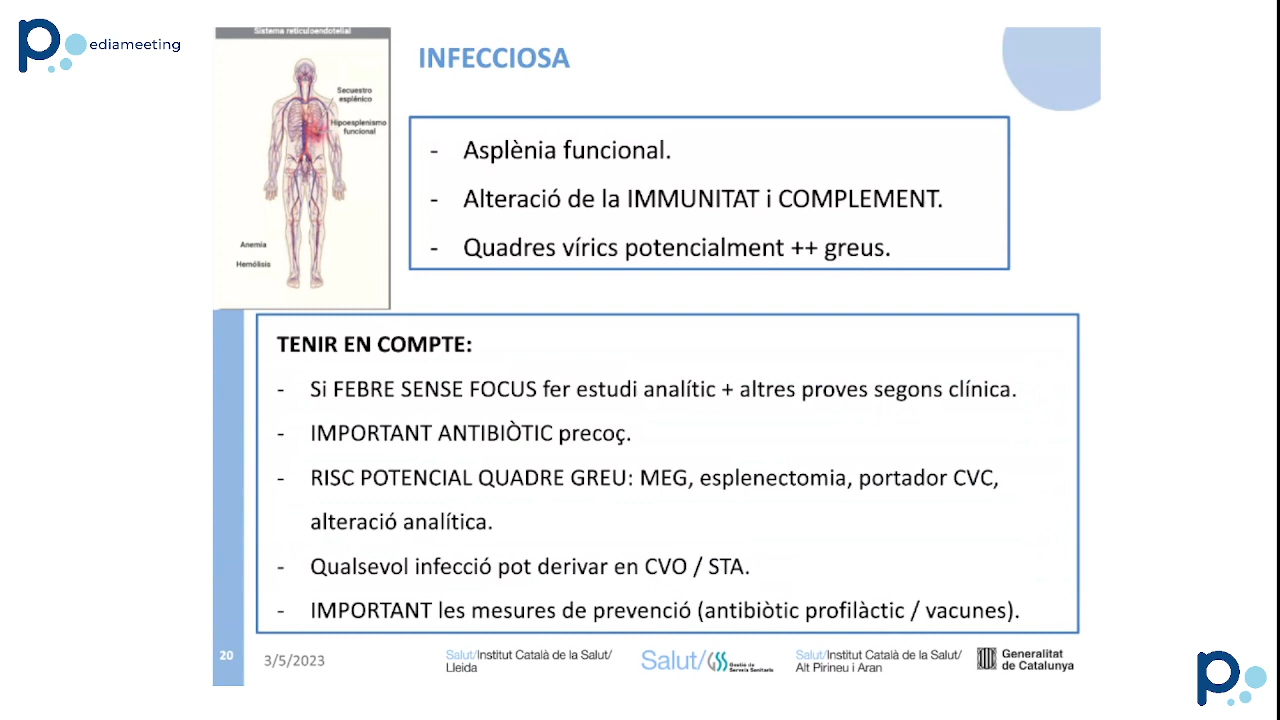 p
ediameeting
Sistema reticuloendotelial
Secuestro
esplénico
Hipoesplenismo
funcional
Anemia
Hemólisis
INFECCIOSA
- Asplènia funcional.
- Alteració de la IMMUNITAT i COMPLEMENT.
- Quadres vírics potencialment ++ greus.
TENIR EN COMPTE:
- Si FEBRE SENSE FOCUS fer estudi analític + altres proves segons clínica.
- IMPORTANT ANTIBIÒTIC precoç.
- RISC POTENCIAL QUADRE GREU: MEG, esplenectomia, portador CVC,
alteració analítica.
- Qualsevol infecció pot derivar en CVO / STA.
- IMPORTANT les mesures de prevenció (antibiòtic profilàctic / vacunes).
20
3/5/2023
Salut/Institut Català de la Salut/
Lleida
Salut/GSS Gestió de
Serveis Sanitaris
Salut/Institut Català de la Salut/
Alt Pirineu i Aran
Generalitat
de Catalunya
p